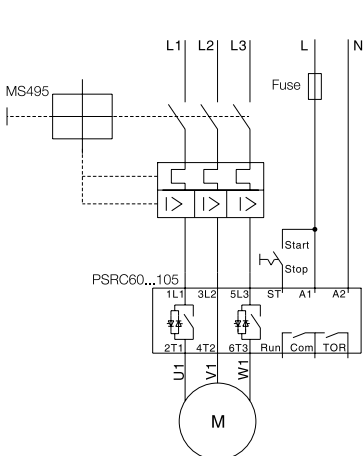 L1 L2 L3 L N
MS495
Fuse
I> I> I>
Start
Stop
PSRC60...105
1L1 3L2 5L3 ST A1 A2
2T1 4T2 6T3 Run Com TOR
U1 V1 W1
M